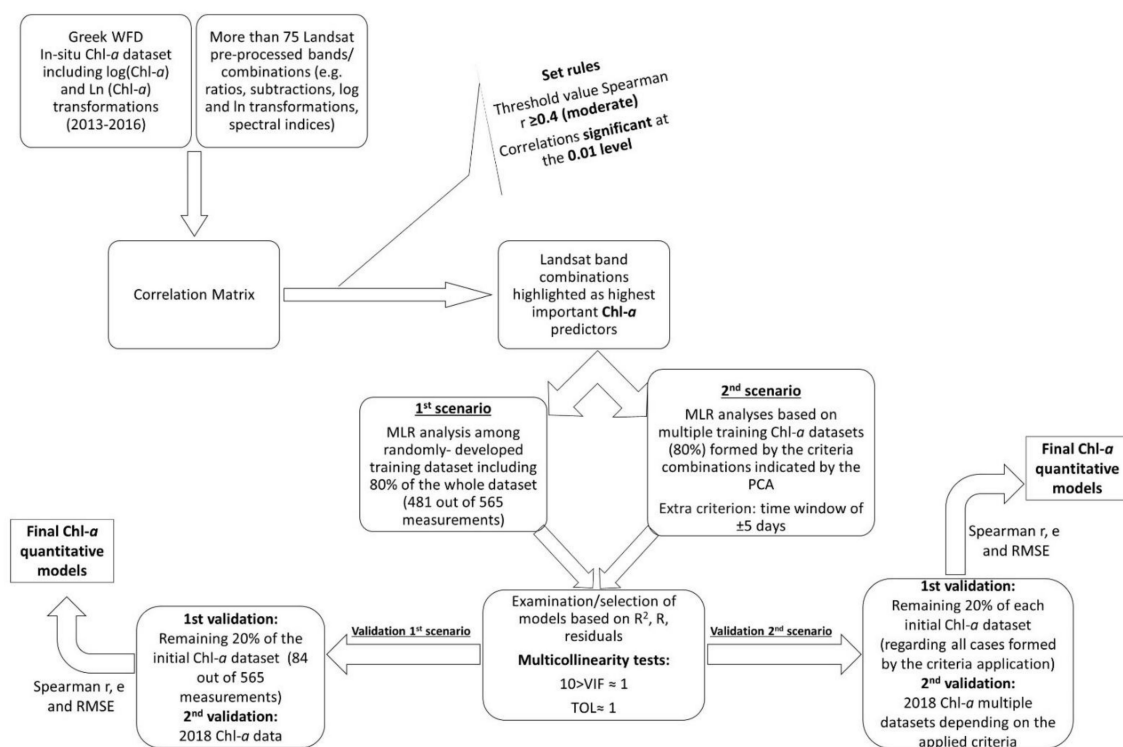 Greek WFD
In-situ Chl-a dataset
including log(Chl-a)
and Ln (Chl-a)
transformations
(2013-2016)
More than 75 Landsat
pre-processed bands/
combinations (e.g.
ratios, subtractions, log
and ln transformations,
spectral indices)
Set rules
Threshold value Spearman
r ≥0.4 (moderate)
Correlations significant at
the 0.01 level
Correlation Matrix
Landsat band
combinations
highlighted as highest
important Chl-a
predictors
1st scenario
MLR analysis among
randomly- developed
training dataset including
80% of the whole dataset
(481 out of 565
measurements)
2nd scenario
MLR analyses based on
multiple training Chl-a datasets
(80%) formed by the criteria
combinations indicated by the
PCA
Extra criterion: time window of
±5 days
Examination/selection of
models based on R2, R,
residuals
Multicollinearity tests:
10>VIF ≈ 1
TOL≈ 1
Validation 1st scenario
Validation 2nd scenario
1st validation:
Remaining 20% of the
initial Chl-a dataset (84
out of 565
measurements)
2nd validation:
2018 Chl-a data
Spearman r, e
and RMSE
Final Chl-a
quantitative
models
1st validation:
Remaining 20% of each
initial Chl-a dataset
(regarding all cases formed
by the criteria application)
2nd validation:
2018 Chl-a multiple
datasets depending on the
applied criteria
Spearman r, e
and RMSE
Final Chl-a
quantitative
models